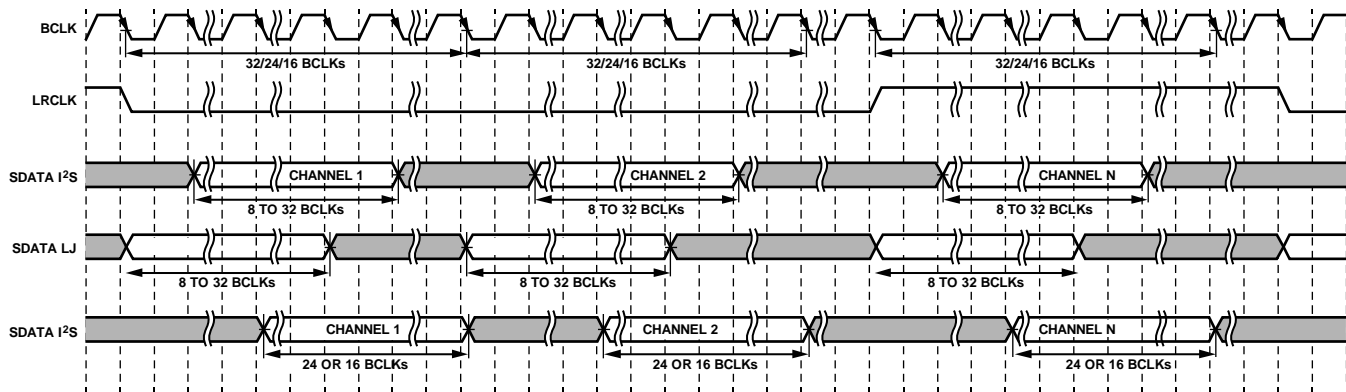 BCLK
32/24/16 BCLKs 32/24/16 BCLKs 32/24/16 BCLKs
LRCLK
SDATA I²S CHANNEL 1 CHANNEL 2 CHANNEL N
8 TO 32 BCLKs 8 TO 32 BCLKs 8 TO 32 BCLKs
SDATA LJ
8 TO 32 BCLKs 8 TO 32 BCLKs 8 TO 32 BCLKs
SDATA I²S CHANNEL 1 CHANNEL 2 CHANNEL N
24 OR 16 BCLKs 24 OR 16 BCLKs 24 OR 16 BCLKs